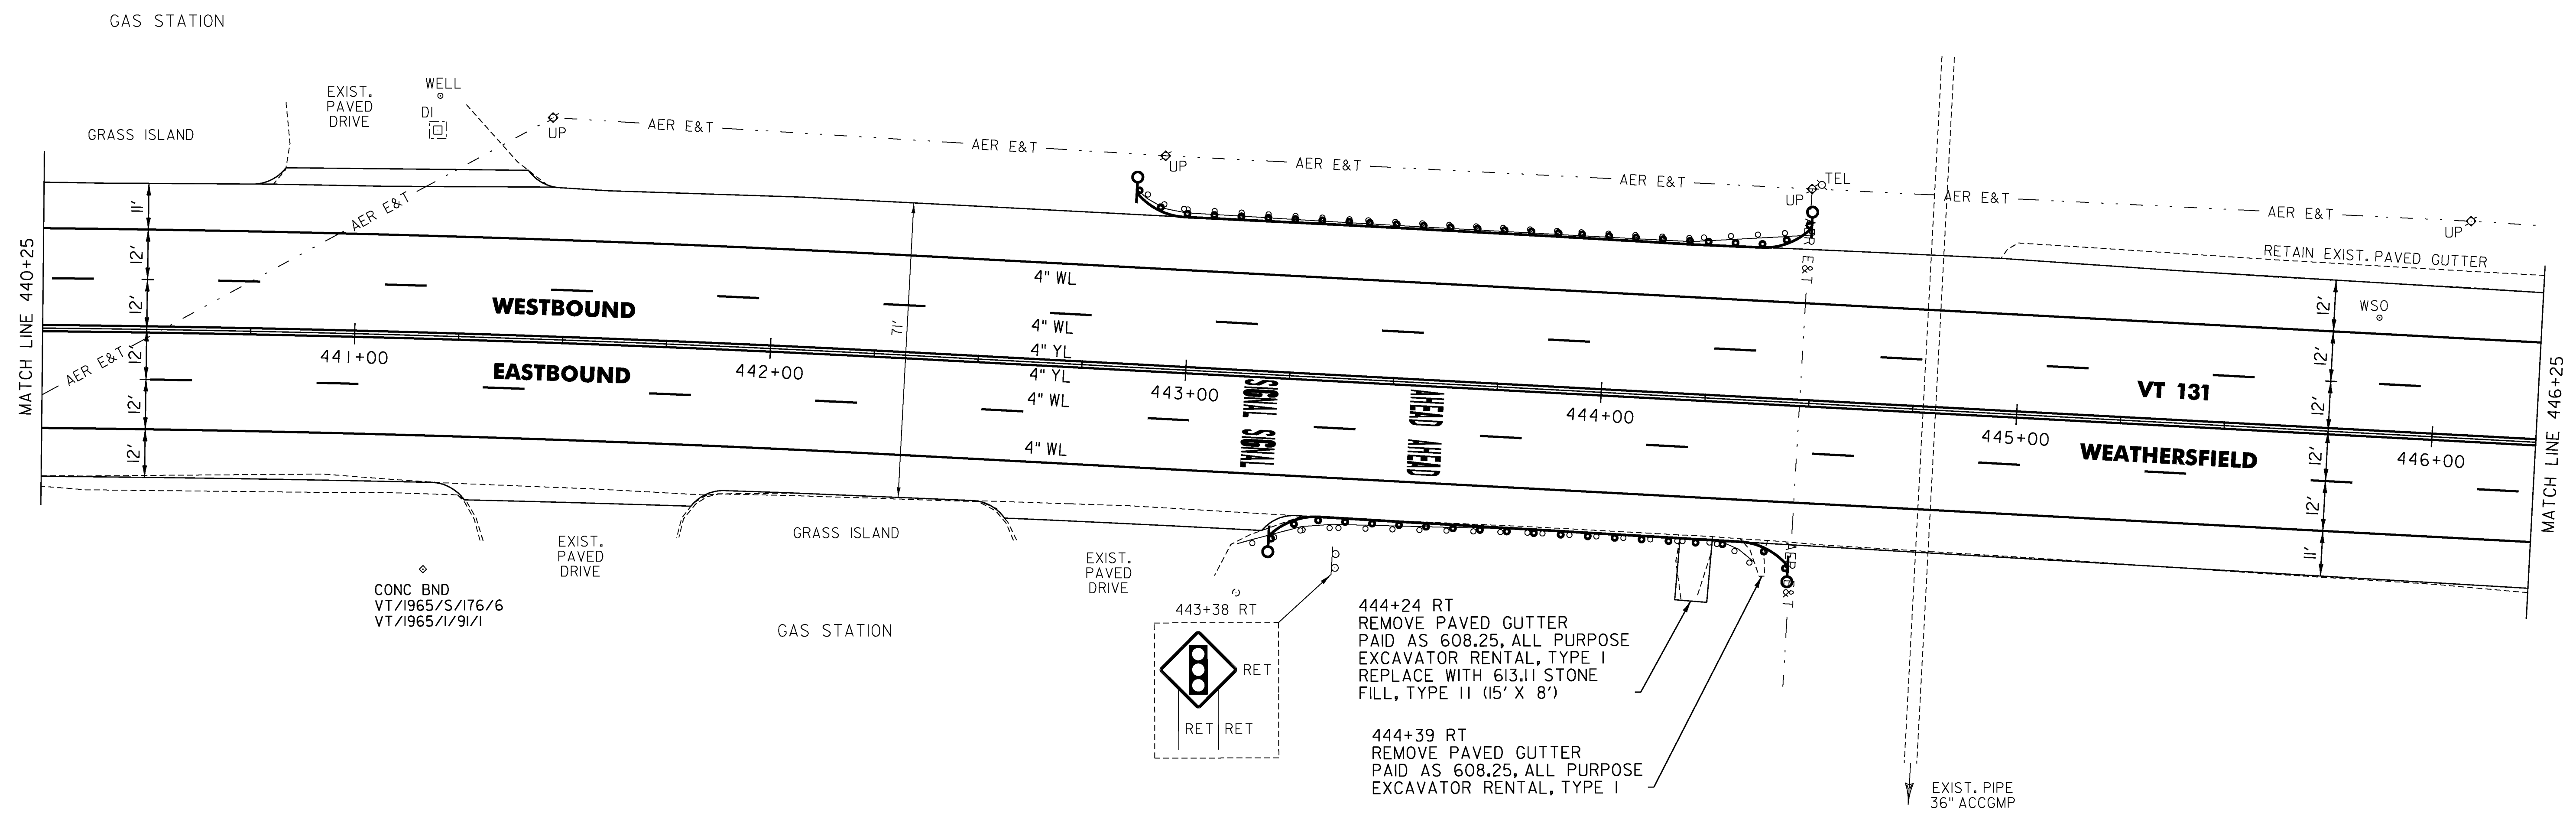 GAS STATION
GRASS ISLAND
EXIST.
PAVED
DRIVE
WELL
DI
UP
AER E&T
AER E&T
UP
AER E&T
AER E&T
UP
TEL
AER E&T
AER E&T
UP
RETAIN EXIST. PAVED GUTTER
WSO
AER E&T
AER E&T
AER E&T
AER E&T
MATCH LINE 440+25
11'
12'
12'
12'
12'
12'
WESTBOUND
EASTBOUND
441+00
442+00
71'
4" WL
4" WL
4" YL
4" YL
4" WL
4" WL
443+00
SIGNAL SIGNAL
AHEAD AHEAD
444+00
445+00
VT 131
WEATHERSFIELD
446+00
12'
12'
12'
12'
12'
11'
MATCH LINE 446+25
CONC BND
VT/1965/S/176/6
VT/1965/1/91/1
EXIST.
PAVED
DRIVE
GRASS ISLAND
GAS STATION
EXIST.
PAVED
DRIVE
443+38 RT
RET
RET RET
444+24 RT
REMOVE PAVED GUTTER
PAID AS 608.25, ALL PURPOSE
EXCAVATOR RENTAL, TYPE I
REPLACE WITH 613.11 STONE
FILL, TYPE II (15' X 8')
444+39 RT
REMOVE PAVED GUTTER
PAID AS 608.25, ALL PURPOSE
EXCAVATOR RENTAL, TYPE I
EXIST. PIPE
36" ACCGMP